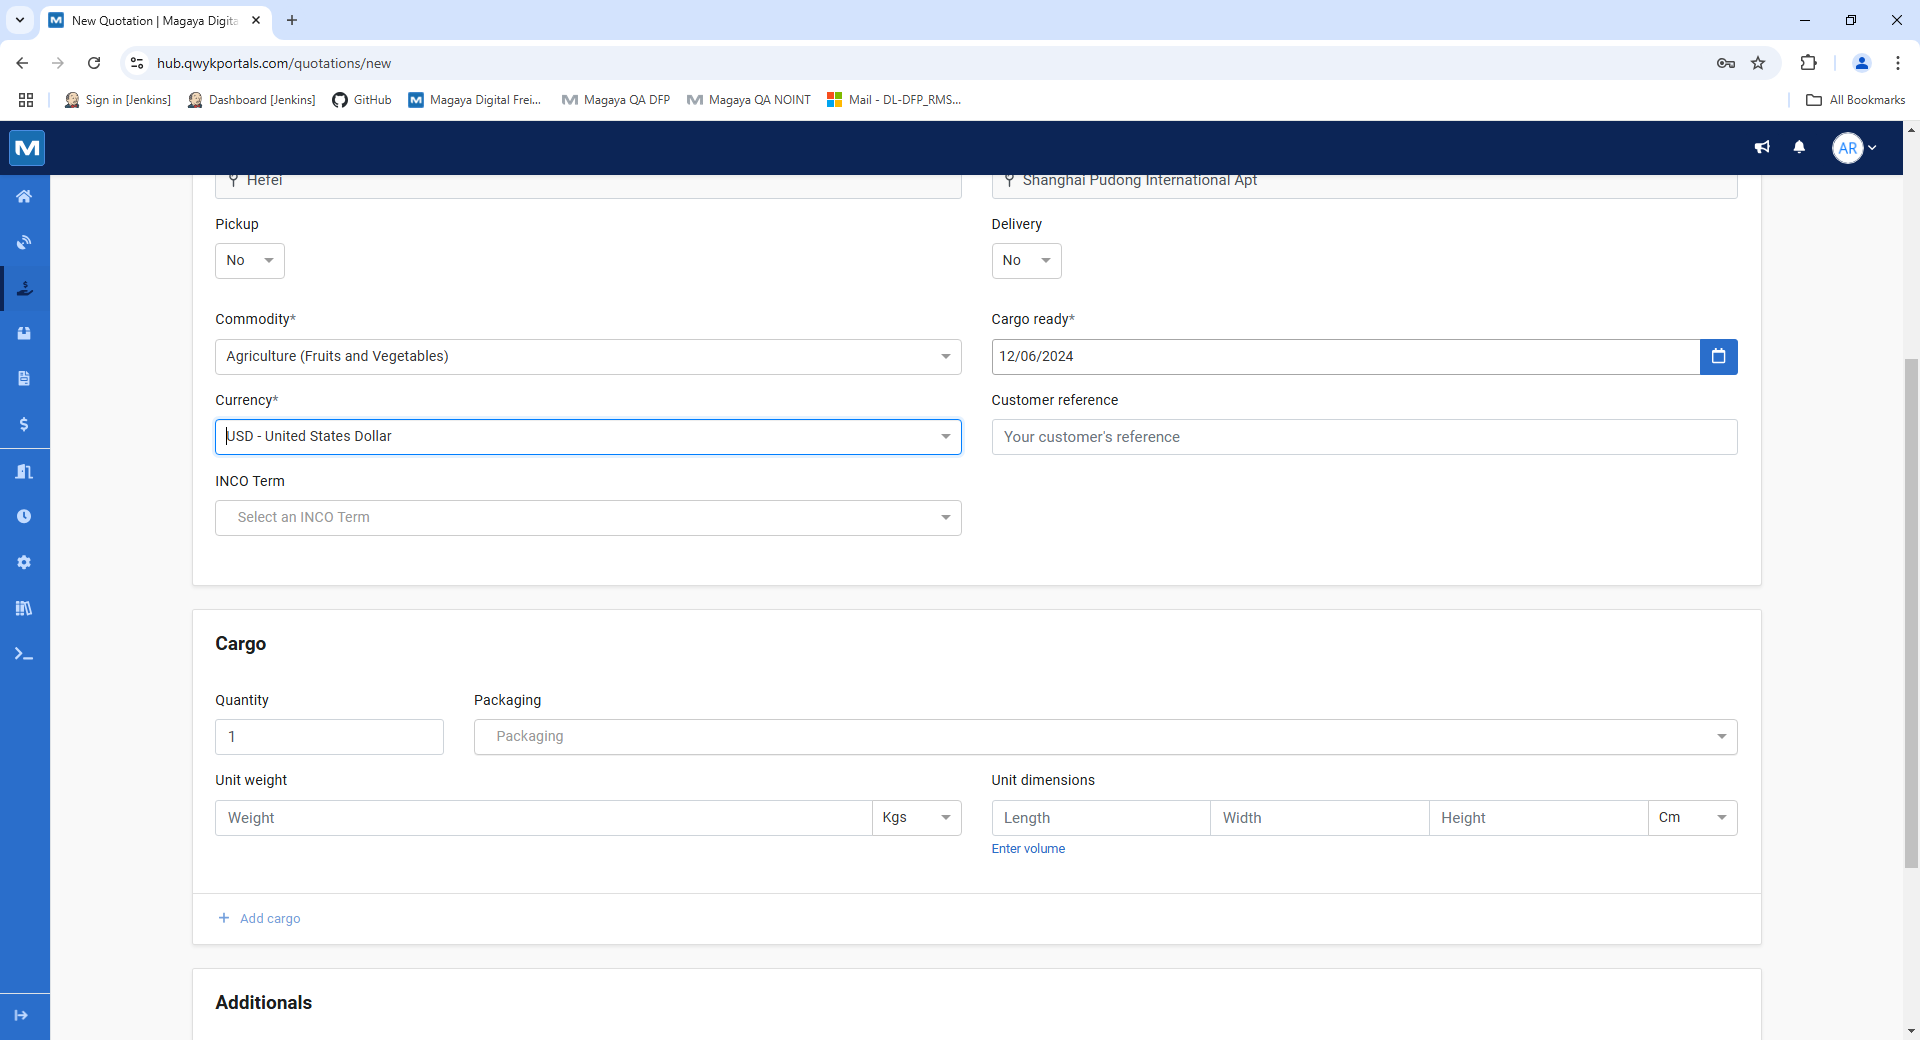 New Quotation | Magaya Digita
hub.qwykportals.com/quotations/new
Sign in [Jenkins] Dashboard [Jenkins] GitHub Magaya Digital Frei... Magaya QA DFP Magaya QA NOINT Mail - DL-DFP_RMS... All Bookmarks
AR
Hefei Shanghai Pudong International Apt
Pickup Delivery
No No
Commodity* Cargo ready*
Agriculture (Fruits and Vegetables) 12/06/2024
Currency* Customer reference
USD - United States Dollar Your customer's reference
INCO Term
Select an INCO Term
Cargo
Quantity Packaging
1 Packaging
Unit weight Unit dimensions
Weight Kgs Length Width Height Cm
Enter volume
+ Add cargo
Additionals